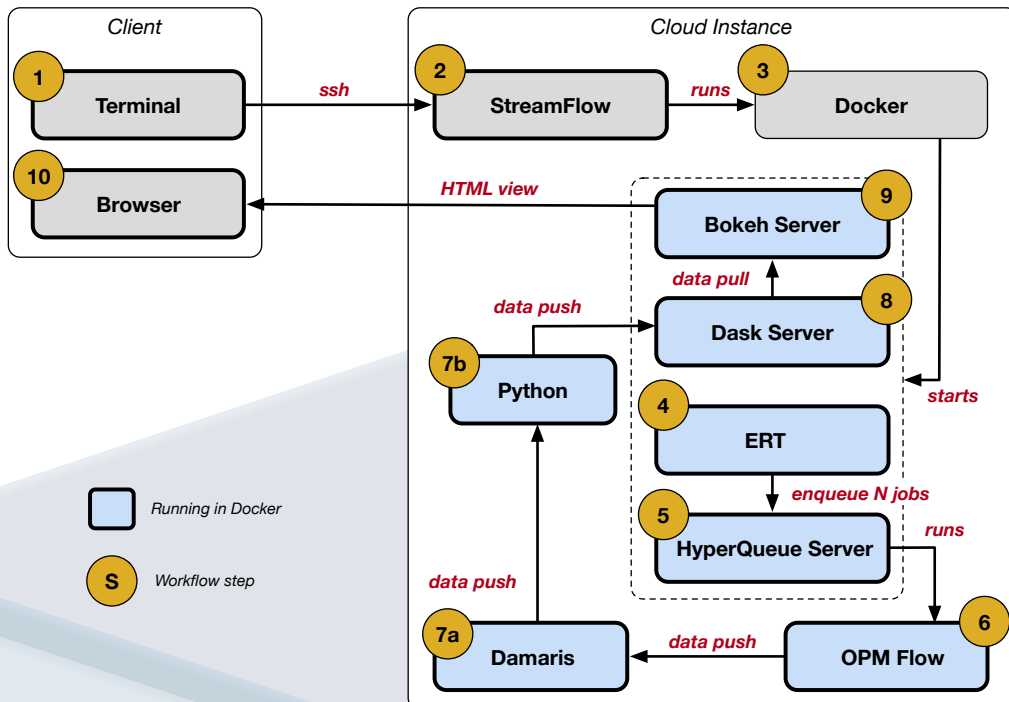 Client
Cloud Instance
1
Terminal
ssh
2
StreamFlow
runs
3
Docker
10
Browser
HTML view
9
Bokeh Server
data pull
data push
8
Dask Server
7b
Python
starts
4
ERT
enqueue N jobs
5
HyperQueue Server
runs
Running in Docker
S
Workflow step
data push
7a
Damaris
data push
6
OPM Flow